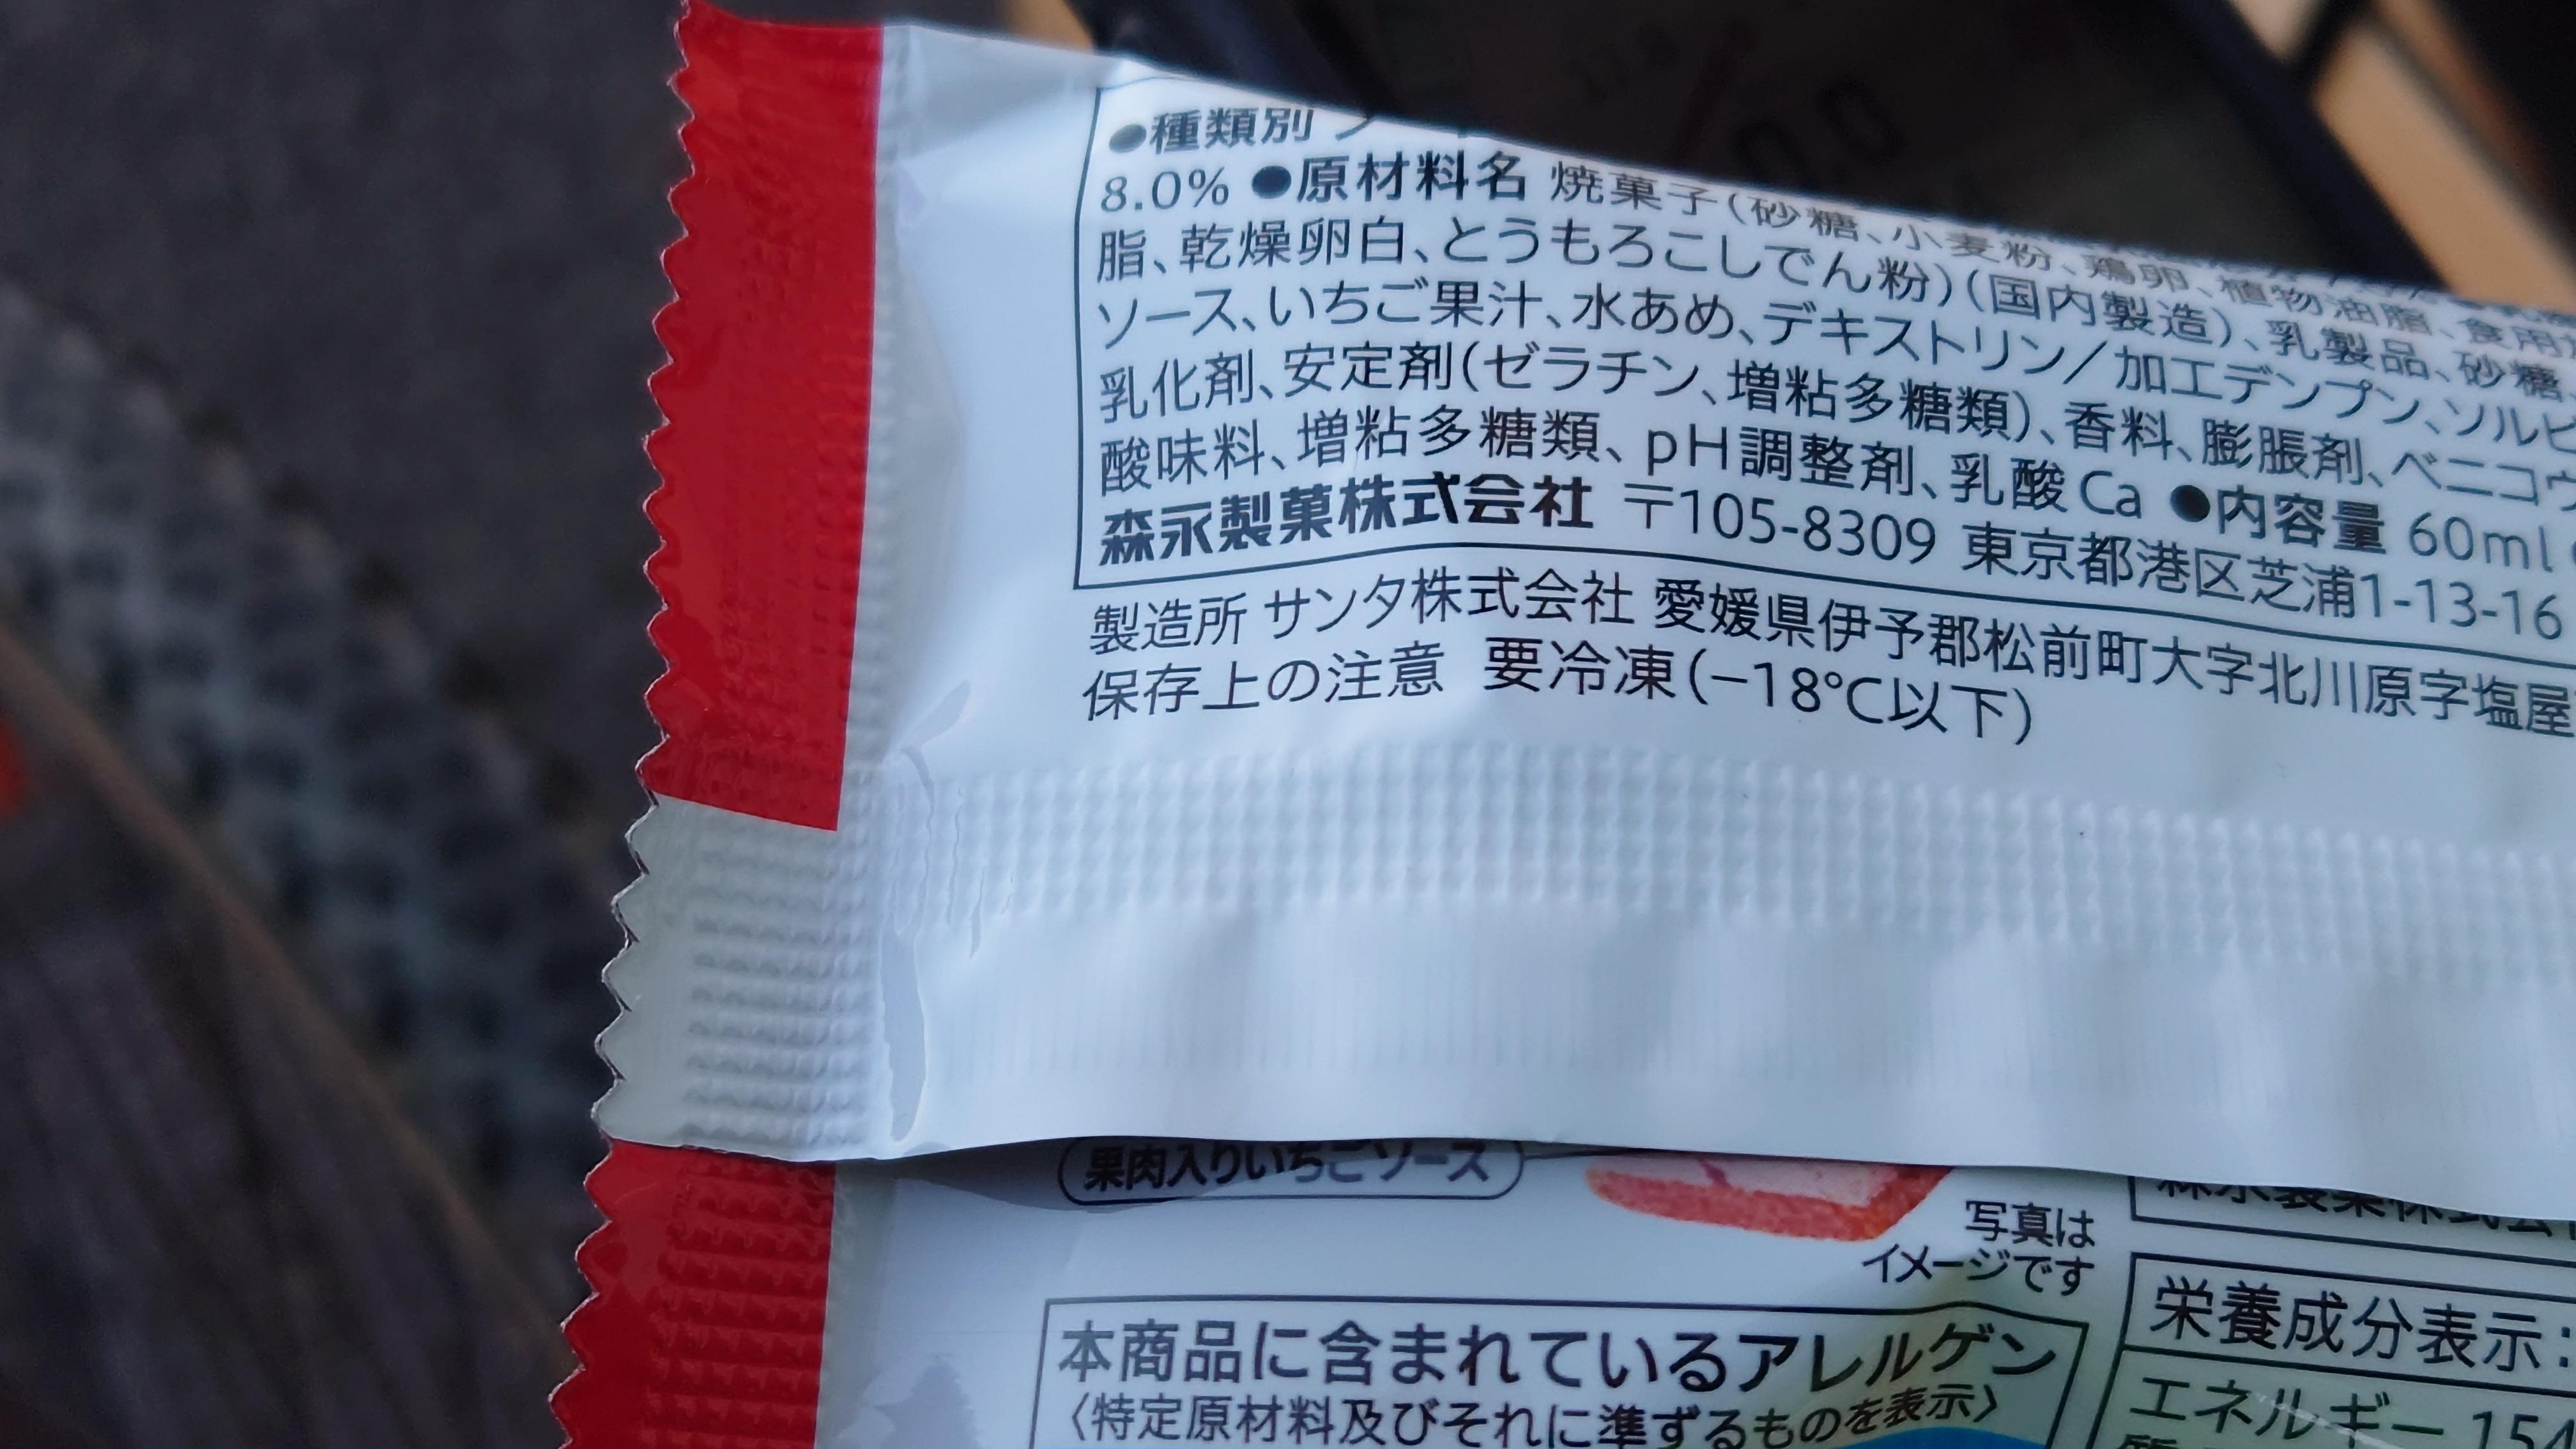 ●種類別
8.0% ●原材料名 焼菓子(砂糖、小麦粉、鶏卵、植物油脂、食用
脂、乾燥卵白、とうもろこしでん粉)(国内製造)、乳製品、砂糖、
ソース、いちご果汁、水あめ、デキストリン/加工デンプン、ソルビ
乳化剤、安定剤(ゼラチン、増粘多糖類)、香料、膨脹剤、ベニコウ
酸味料、増粘多糖類、pH調整剤、乳酸Ca ●内容量 60ml
森永製菓株式会社 〒105-8309 東京都港区芝浦1-13-16
製造所 サンタ株式会社 愛媛県伊予郡松前町大字北川原字塩屋
保存上の注意 要冷凍(−18℃以下)
果肉入りいちごソース
写真は
イメージです
森永製菓株式会
本商品に含まれているアレルゲン
〈特定原材料及びそれに準ずるものを表示〉
栄養成分表示:
エネルギー 154